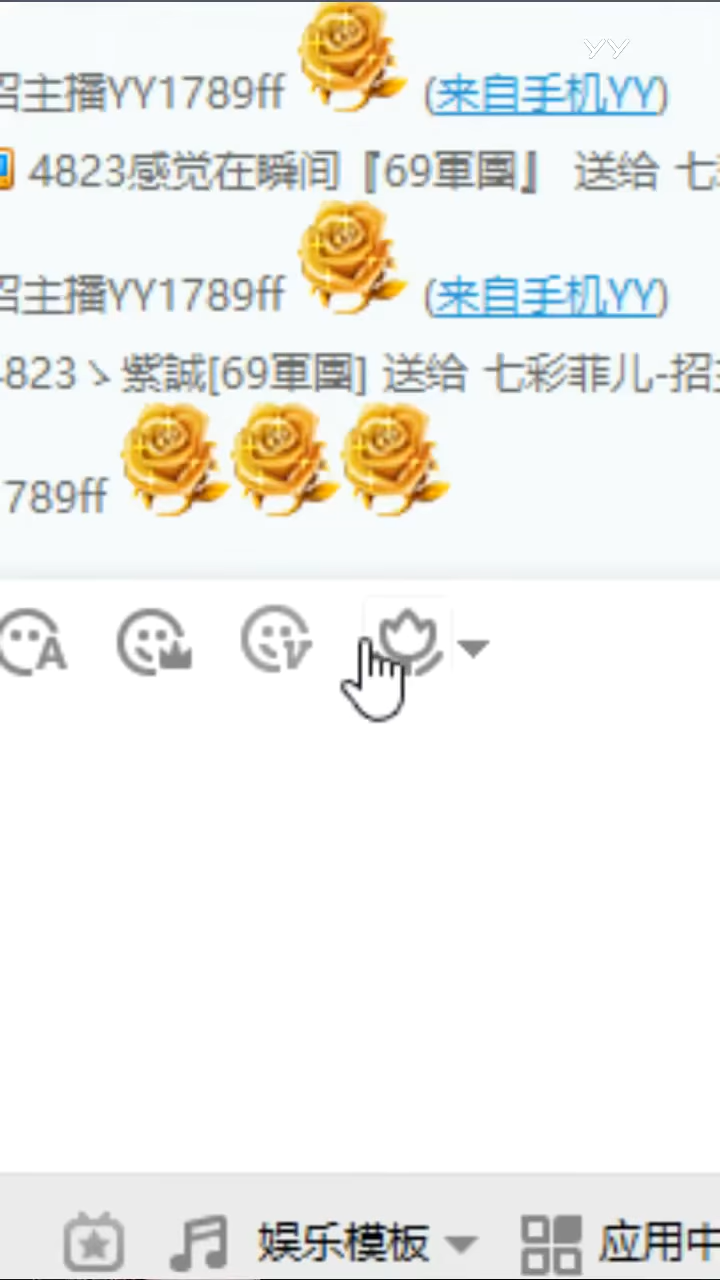 YY
招主播YY1789ff (来自手机YY)
4823感觉在瞬间『69軍團』 送给 七
招主播YY1789ff (来自手机YY)
4823ゝ紫誠[69軍團] 送给 七彩菲儿-招
1789ff
娱乐模板 应用中